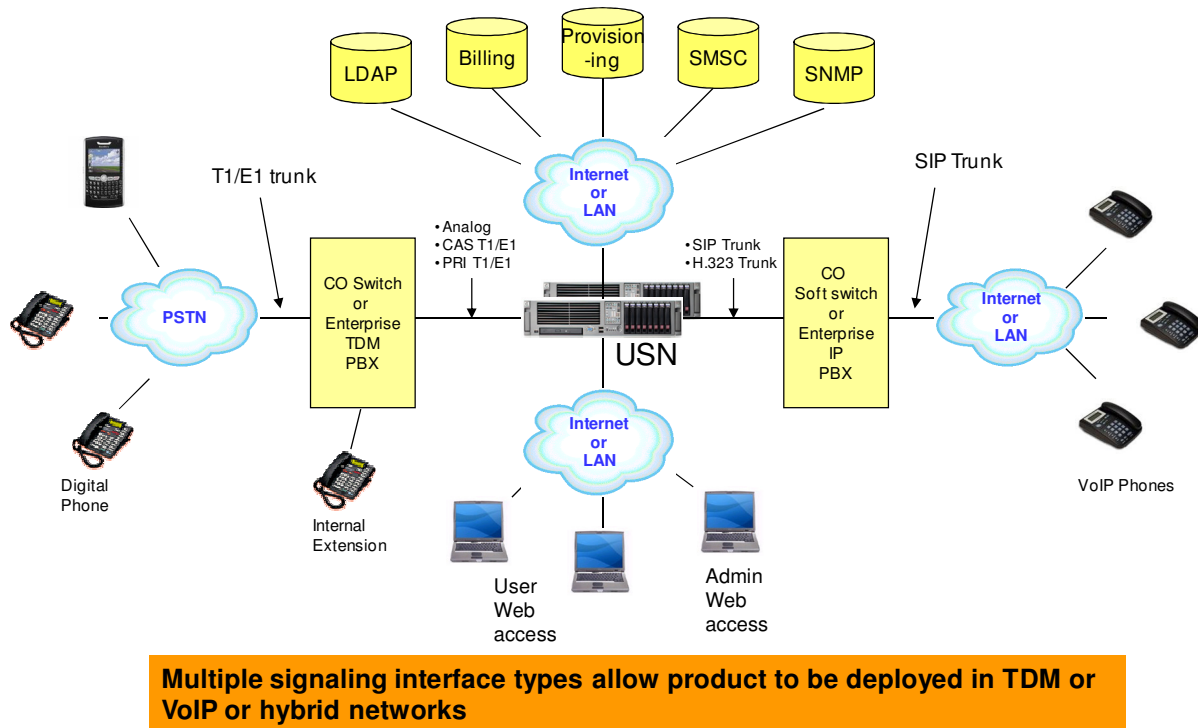 Provision
-ing
Billing
SMSC
LDAP
SNMP
Internet
or
LAN
SIP Trunk
T1/E1 trunk
• Analog
• CAS T1/E1
• PRI T1/E1
• SIP Trunk
• H.323 Trunk
PSTN
CO Switch
or
Enterprise
TDM
PBX
USN
CO
Soft switch
or
Enterprise
IP
PBX
Internet
or
LAN
Internet
or
LAN
Digital
Phone
Internal
Extension
VoIP Phones
User
Web
access
Admin
Web
access
Multiple signaling interface types allow product to be deployed in TDM or
VoIP or hybrid networks